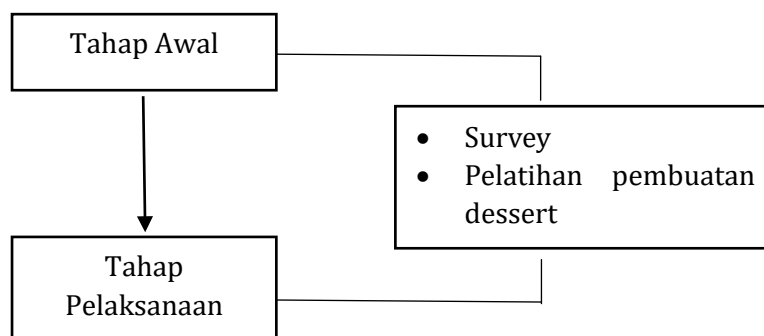 Tahap Awal
• Survey
• Pelatihan pembuatan
dessert
Tahap
Pelaksanaan